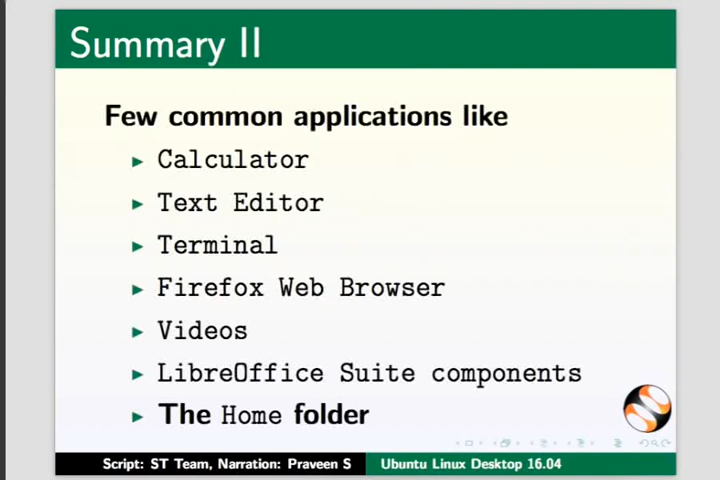 Summary II
Few common applications like
Calculator
Text Editor
Terminal
Firefox Web Browser
Videos
LibreOffice Suite components
The Home folder
Script: ST Team, Narration: Praveen S
Ubuntu Linux Desktop 16.04